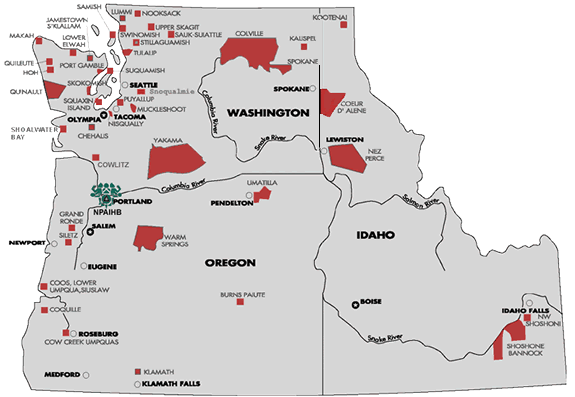 SAMISH
LUMMI
NOOKSACK
KOOTENAI
JAMESTOWN
S'KLALLAM
UPPER SKAGIT
SWINOMISH
SAUK-SUIATTLE
MAKAH
LOWER
ELWAH
STILLAGUAMISH
COLVILLE
KALISPEL
TULALIP
QUILEUTE
PORT GAMBLE
HOH
SUQUAMISH
SPOKANE
SKOKOMISH
SEATTLE
SPOKANE
QUINAULT
Snoqualmie
SQUAXIN
ISLAND
PUYALLUP
MUCKLESHOOT
Columbia River
COEUR
D' ALENE
OLYMPIA
TACOMA
NISQUALLY
WASHINGTON
SHOALWATER
BAY
CHEHALIS
Snake River
LEWISTON
YAKAMA
NEZ
PERCE
COWLITZ
Columbia River
UMATILLA
PORTLAND
NPAIHB
PENDELTON
Salmon River
GRAND
RONDE
SALEM
SILETZ
NEWPORT
WARM
SPRINGS
IDAHO
EUGENE
OREGON
COOS, LOWER
UMPQUA,SIUSLAW
BURNS PAIUTE
BOISE
COQUILLE
IDAHO FALLS
NW
SHOSHONI
ROSEBURG
COW CREEK UMPQUAS
Snake River
SHOSHONE
BANNOCK
MEDFORD
KLAMATH
KLAMATH FALLS